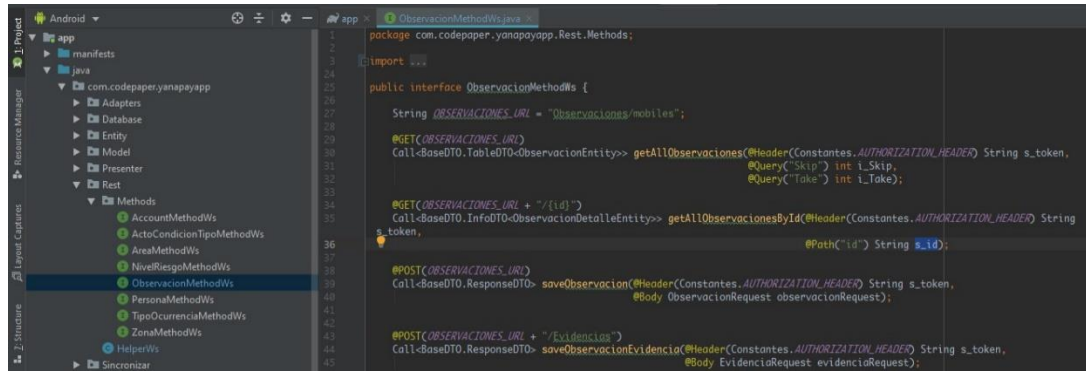 Android
app
ObservacionMethodWs.java
1: Project
Resource Manager
Layout Captures
7: Structure
app
manifests
java
com.codepaper.yanapayapp
Adapters
Database
Entity
Model
Presenter
Rest
Methods
AccountMethodWs
ActoCondicionTipoMethodWs
AreaMethodWs
NivelRiesgoMethodWs
ObservacionMethodWs
PersonaMethodWs
TipoOcurrenciaMethodWs
ZonaMethodWs
HelperWs
Sincronizar
1 package com.codepaper.yanapayapp.Rest.Methods;
2
3 import ...
24
25 public interface ObservacionMethodWs {
26
27 String OBSERVACIONES_URL = "Observaciones/mobiles";
28
29 @GET(OBSERVACIONES_URL)
30 Call<BaseDTO.TableDTO<ObservacionEntity>> getAllObservaciones(@Header(Constantes.AUTHORIZATION_HEADER) String s_token,
31 @Query("Skip") int i_Skip,
32 @Query("Take") int i_Take);
33
34 @GET(OBSERVACIONES_URL + "/{id}")
35 Call<BaseDTO.InfoDTO<ObservacionDetalleEntity>> getAllObservacionesById(@Header(Constantes.AUTHORIZATION_HEADER) String
s_token,
36 @Path("id") String s_id);
37
38 @POST(OBSERVACIONES_URL)
39 Call<BaseDTO.ResponseDTO> saveObservacion(@Header(Constantes.AUTHORIZATION_HEADER) String s_token,
40 @Body ObservacionRequest observacionRequest);
41
42
43 @POST(OBSERVACIONES_URL + "/Evidencias")
44 Call<BaseDTO.ResponseDTO> saveObservacionEvidencia(@Header(Constantes.AUTHORIZATION_HEADER) String s_token,
45 @Body EvidenciaRequest evidenciaRequest);